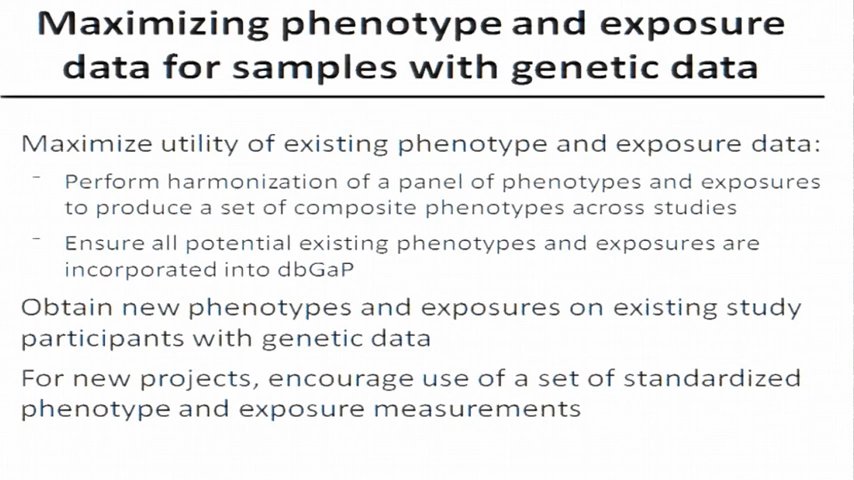 Maximizing phenotype and exposure
data for samples with genetic data
Maximize utility of existing phenotype and exposure data:
- Perform harmonization of a panel of phenotypes and exposures
to produce a set of composite phenotypes across studies
- Ensure all potential existing phenotypes and exposures are
incorporated into dbGaP
Obtain new phenotypes and exposures on existing study
participants with genetic data
For new projects, encourage use of a set of standardized
phenotype and exposure measurements